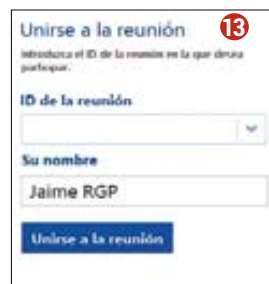 Unirse a la reunión
13
Introduzca el ID de la reunión en la que desea
participar.
ID de la reunión
Su nombre
Jaime RGP
Unirse a la reunión